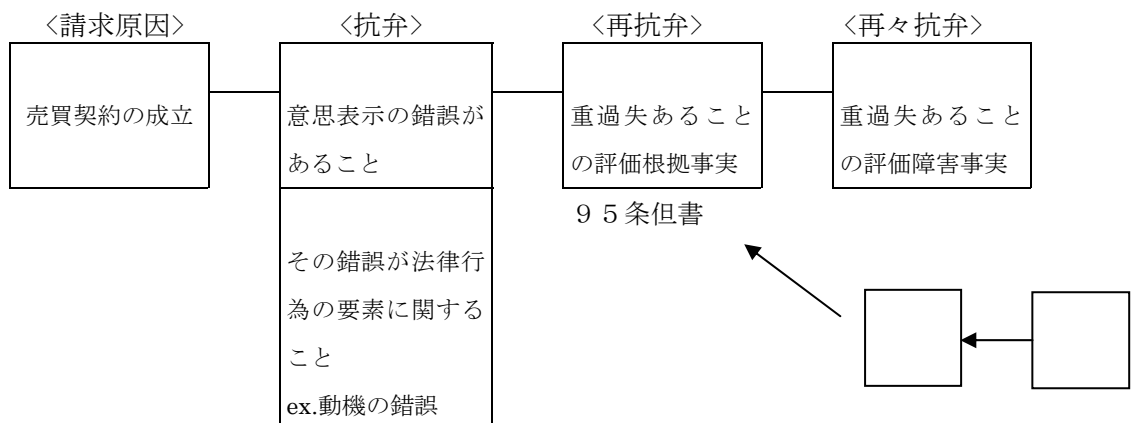 <請求原因>
<抗弁>
<再抗弁>
<再々抗弁>
売買契約の成立
意思表示の錯誤が
あること
重過失あること
の評価根拠事実
重過失あること
の評価障害事実
95条但書
その錯誤が法律行
為の要素に関する
こと
ex.動機の錯誤